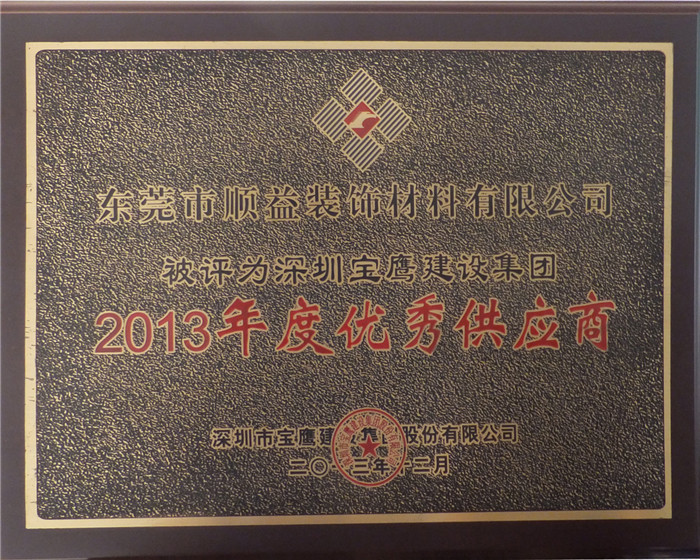 东莞市顺益装饰材料有限公司
被评为深圳宝鹰建设集团
2013年度优秀供应商
深圳市宝鹰建 股份有限公司
二〇一三年十二月